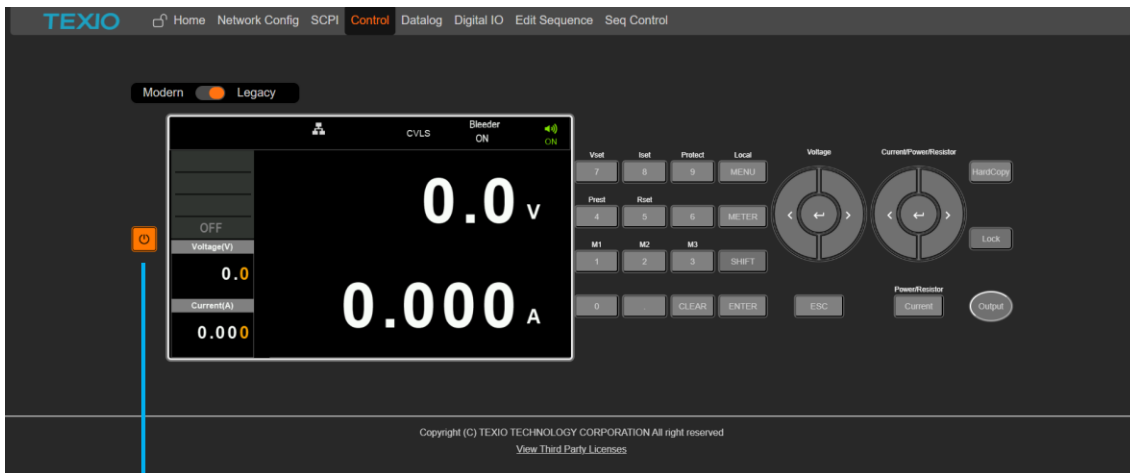 TEXIO Home Network Config SCPI Control Datalog Digital IO Edit Sequence Seq Control
Modern Legacy
CVLS Bleeder ON ON
OFF
0.0 V
Voltage(V)
0.0
0.000 A
Current(A)
0.000
Vset Iset Protect Local
7 8 9 MENU
Prest Rset
4 5 6 METER
M1 M2 M3
1 2 3 SHIFT
0 . CLEAR ENTER
Voltage
Current/Power/Resistor
HardCopy
Lock
ESC
Power/Resistor
Current
Output
Copyright (C) TEXIO TECHNOLOGY CORPORATION All right reserved
View Third Party Licenses